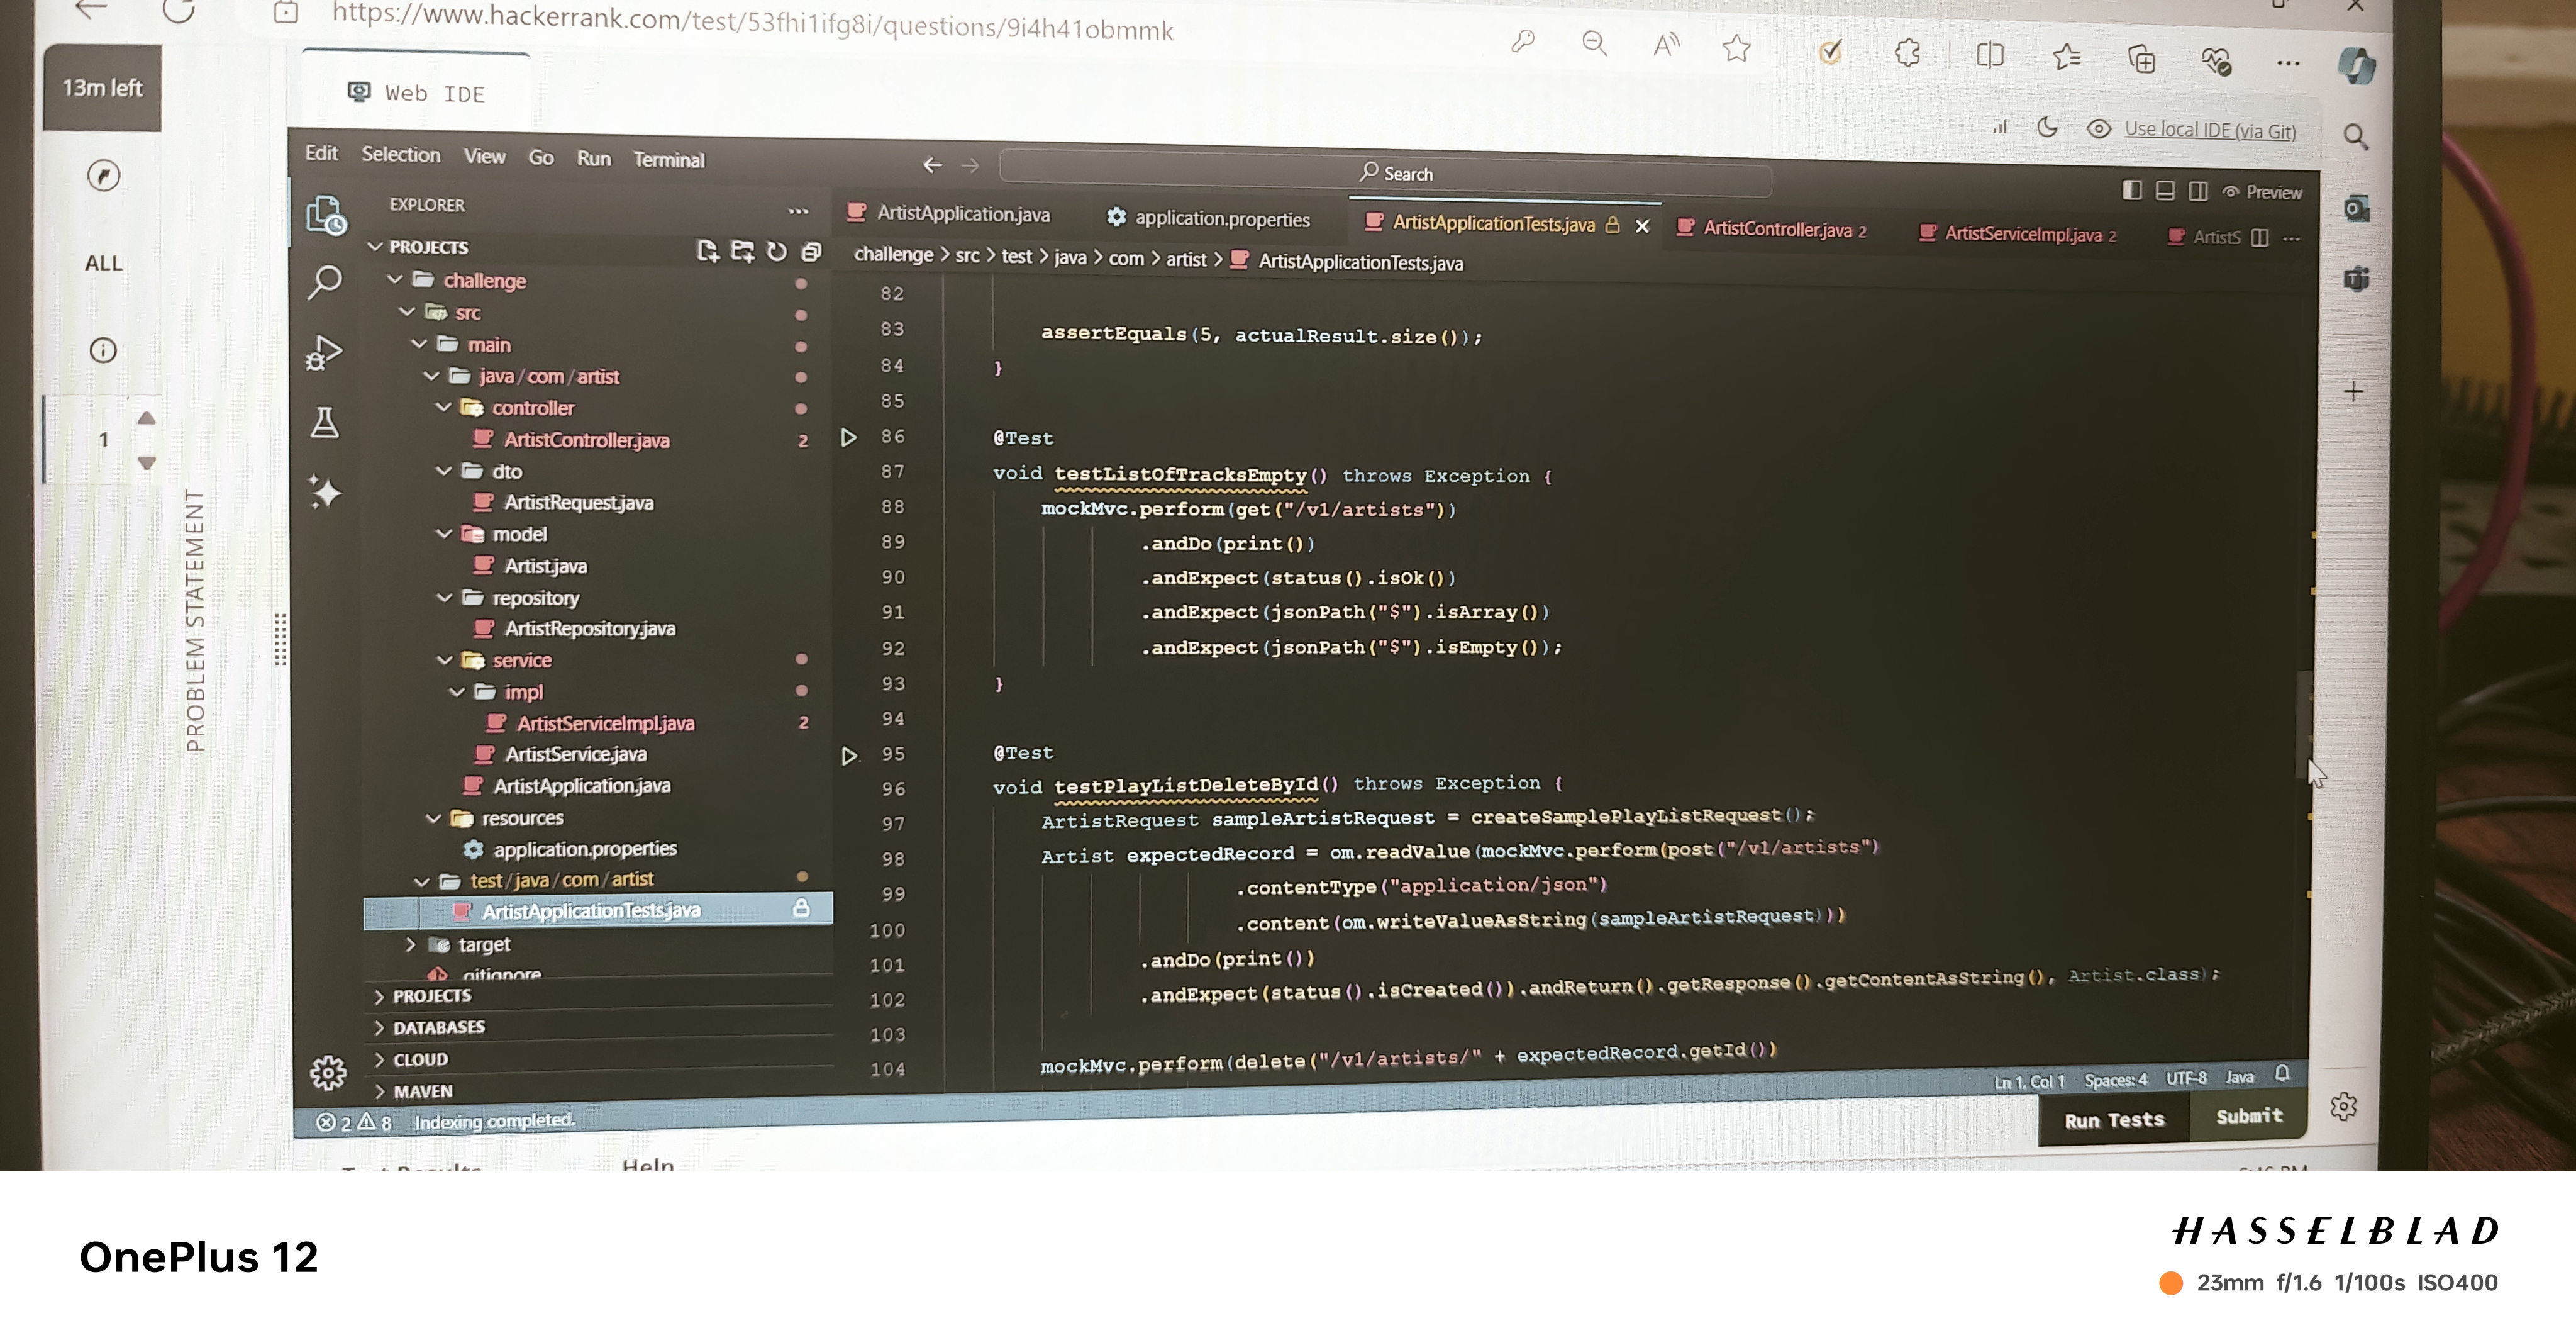 https://www.hackerrank.com/test/53fhi1ifg8i/questions/9i4h41obmmk
13m left
Web IDE
Use local IDE (via Git)
Edit Selection View Go Run Terminal
Search
Preview
ALL
1
PROBLEM STATEMENT
EXPLORER
PROJECTS
challenge
src
main
java/com/artist
controller
ArtistController.java 2
dto
ArtistRequest.java
model
Artist.java
repository
ArtistRepository.java
service
impl
ArtistServiceImpl.java 2
ArtistService.java
ArtistApplication.java
resources
application.properties
test/java/com/artist
ArtistApplicationTests.java
target
.gitignore
PROJECTS
DATABASES
CLOUD
MAVEN
ArtistApplication.java application.properties ArtistApplicationTests.java ArtistController.java 2 ArtistServiceImpl.java 2 ArtistS
challenge > src > test > java > com > artist > ArtistApplicationTests.java
82
83 assertEquals(5, actualResult.size());
84 }
85
86 @Test
87 void testListOfTracksEmpty() throws Exception {
88 mockMvc.perform(get("/v1/artists"))
89 .andDo(print())
90 .andExpect(status().isOk())
91 .andExpect(jsonPath("$").isArray())
92 .andExpect(jsonPath("$").isEmpty());
93 }
94
95 @Test
96 void testPlayListDeleteById() throws Exception {
97 ArtistRequest sampleArtistRequest = createSamplePlayListRequest();
98 Artist expectedRecord = om.readValue(mockMvc.perform(post("/v1/artists")
99 .contentType("application/json")
100 .content(om.writeValueAsString(sampleArtistRequest)))
101 .andDo(print())
102 .andExpect(status().isCreated()).andReturn().getResponse().getContentAsString(), Artist.class);
103
104 mockMvc.perform(delete("/v1/artists/" + expectedRecord.getId())
2 8 Indexing completed.
Ln 1, Col 1 Spaces: 4 UTF-8 Java
Run Tests Submit
Help
OnePlus 12
HASSELBLAD
23mm f/1.6 1/100s ISO400